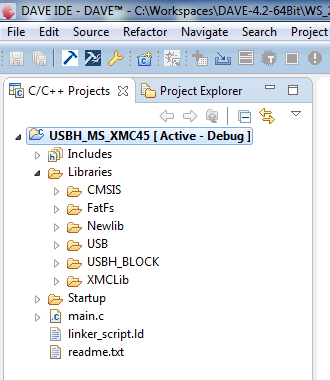 DAVE IDE - DAVE™ - C:\Workspaces\DAVE-4.2-64Bit\WS_2
File Edit Source Refactor Navigate Search Project
C/C++ Projects Project Explorer
USBH_MS_XMC45 [ Active - Debug ]
Includes
Libraries
CMSIS
FatFs
Newlib
USB
USBH_BLOCK
XMCLib
Startup
main.c
linker_script.ld
readme.txt